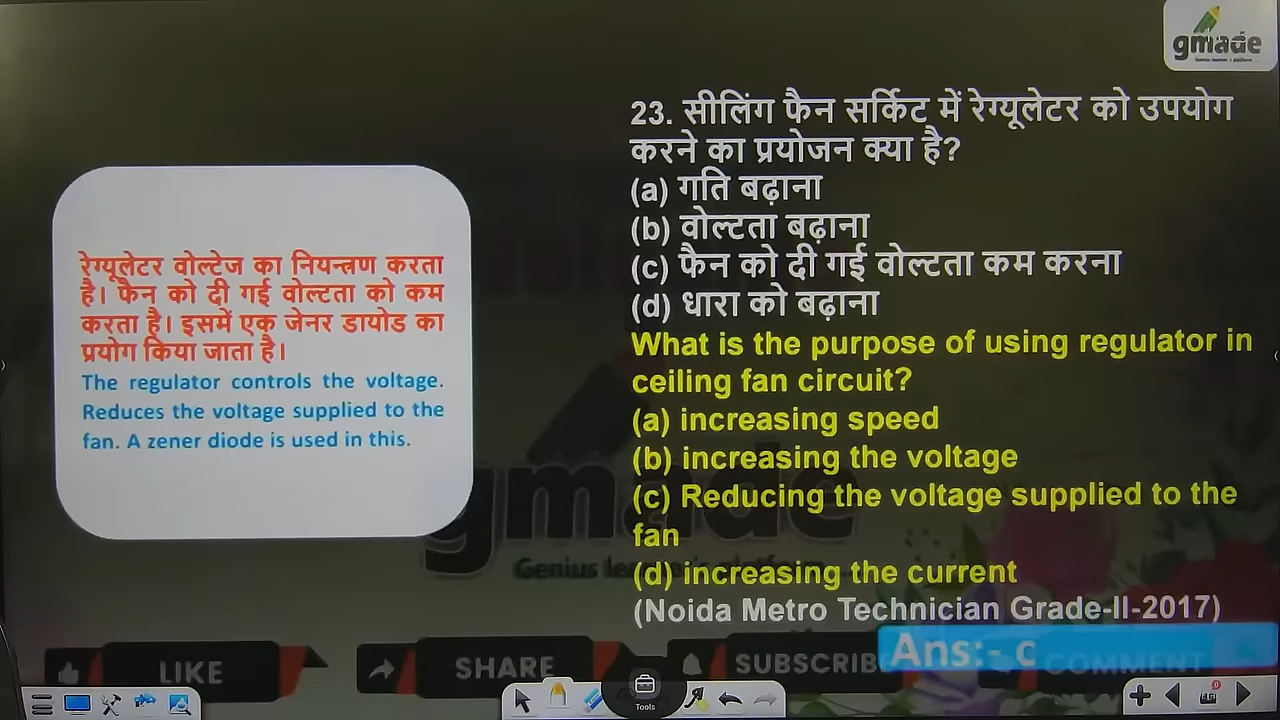 gmade
23. सीलिंग फैन सर्किट में रेग्यूलेटर को उपयोग
करने का प्रयोजन क्या है?
(a) गति बढ़ाना
(b) वोल्टता बढ़ाना
(c) फैन को दी गई वोल्टता कम करना
(d) धारा को बढ़ाना
What is the purpose of using regulator in
ceiling fan circuit?
(a) increasing speed
(b) increasing the voltage
(c) Reducing the voltage supplied to the
fan
(d) increasing the current
(Noida Metro Technician Grade-II-2017)
Ans:- c
रेग्यूलेटर वोल्टेज का नियन्त्रण करता
है। फैन को दी गई वोल्टता को कम
करता है। इसमें एक जेनर डायोड का
प्रयोग किया जाता है।
The regulator controls the voltage.
Reduces the voltage supplied to the
fan. A zener diode is used in this.
gmade
LIKE
SHARE
SUBSCRIB
COMMENT
Tools